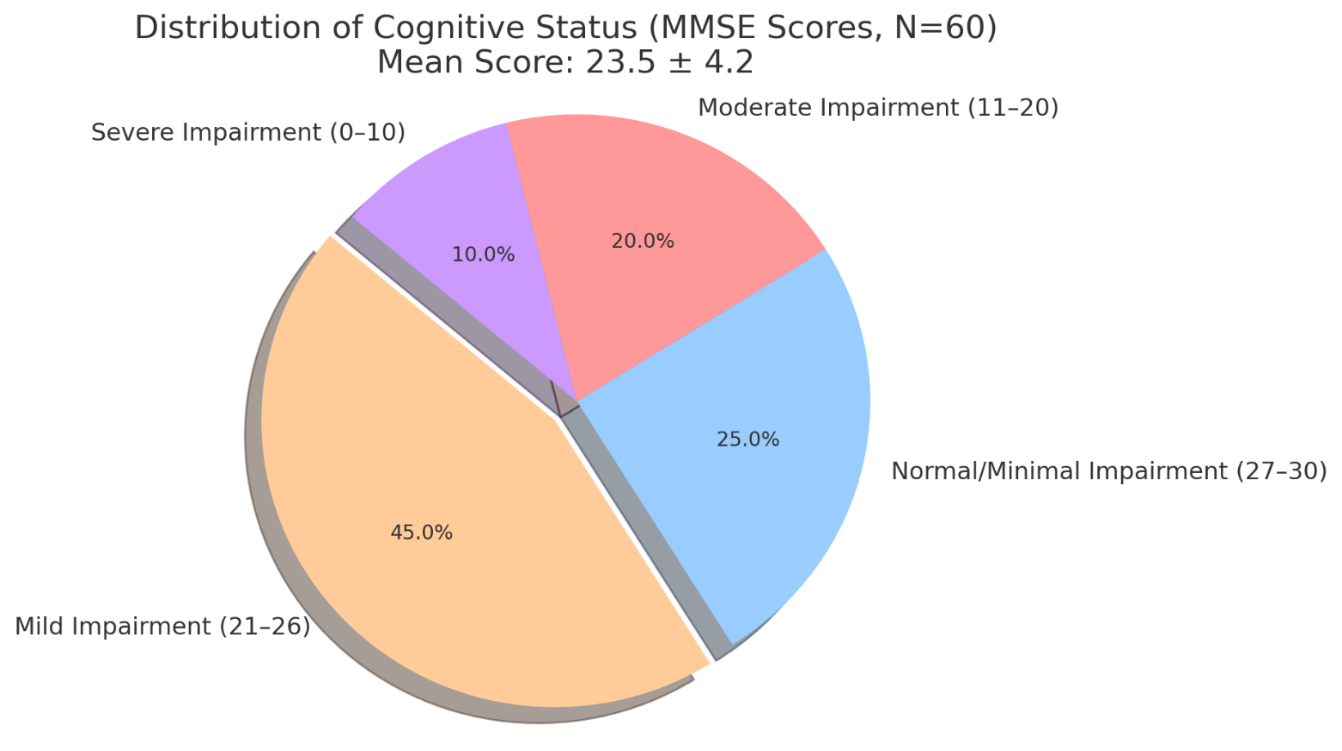 Distribution of Cognitive Status (MMSE Scores, N=60)
Mean Score: 23.5 ± 4.2
Moderate Impairment (11–20)
Severe Impairment (0–10)
20.0%
10.0%
25.0%
Normal/Minimal Impairment (27–30)
45.0%
Mild Impairment (21–26)